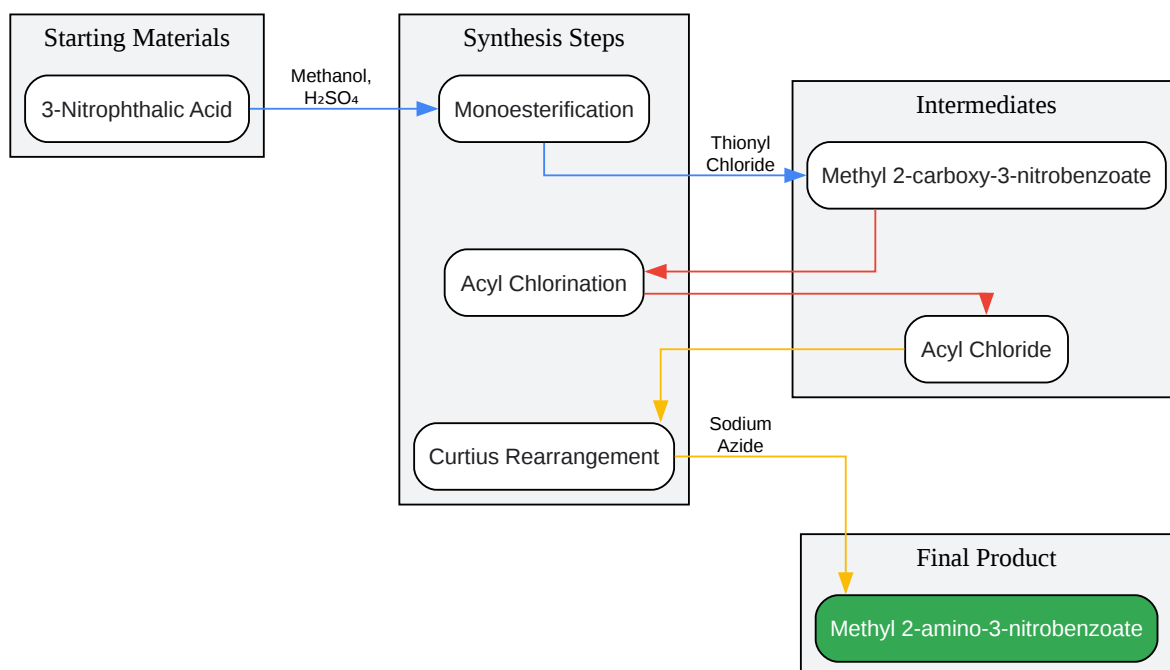 Starting Materials
3-Nitrophthalic Acid
Methanol,
H₂SO₄
Synthesis Steps
Monoesterification
Thionyl
Chloride
Intermediates
Methyl 2-carboxy-3-nitrobenzoate
Acyl Chlorination
Acyl Chloride
Curtius Rearrangement
Sodium
Azide
Final Product
Methyl 2-amino-3-nitrobenzoate